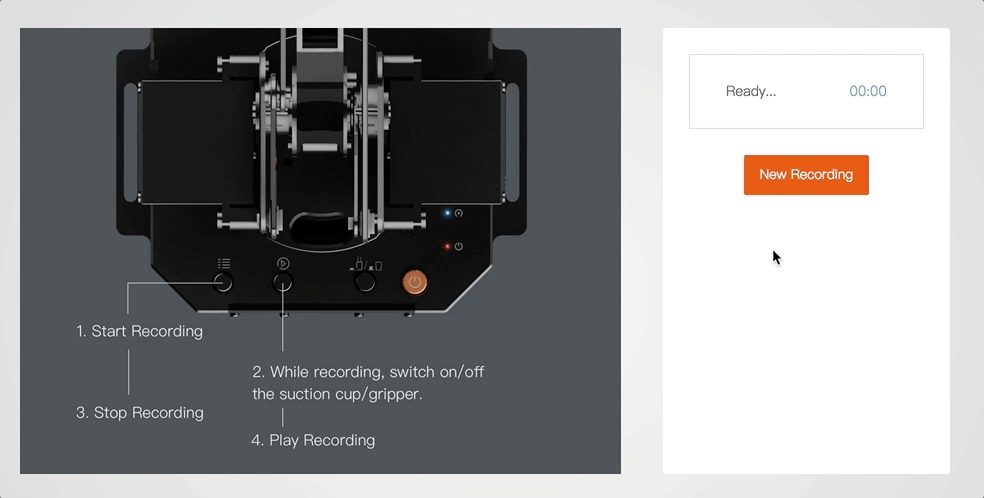 Ready... 00:00
New Recording
1. Start Recording
2. While recording, switch on/off
the suction cup/gripper.
3. Stop Recording
4. Play Recording